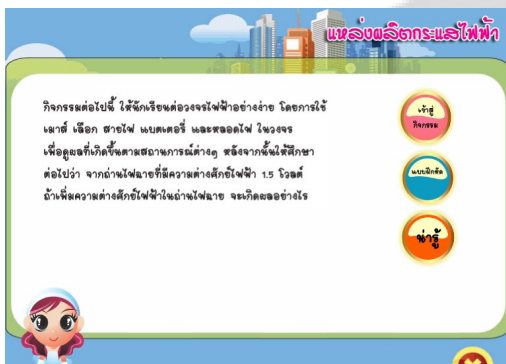 แหล่งผลิตกระแสไฟฟ้า
กิจกรรมต่อไปนี้ ให้นักเรียนต่อวงจรไฟฟ้าอย่างง่าย โดยการใช้
เมาส์ เลือก สายไฟ แบตเตอรี่ และหลอดไฟ ในวงจร
เพื่อดูผลที่เกิดขึ้นตามสถานการณ์ต่างๆ หลังจากนั้นให้ศึกษา
ต่อไปว่า จากถ่านไฟฉายที่มีความต่างศักย์ไฟฟ้า 1.5 โวลต์
ถ้าเพิ่มความต่างศักย์ไฟฟ้าในถ่านไฟฉาย จะเกิดผลอย่างไร
เข้าสู่
กิจกรรม
แบบฝึกหัด
น่ารู้